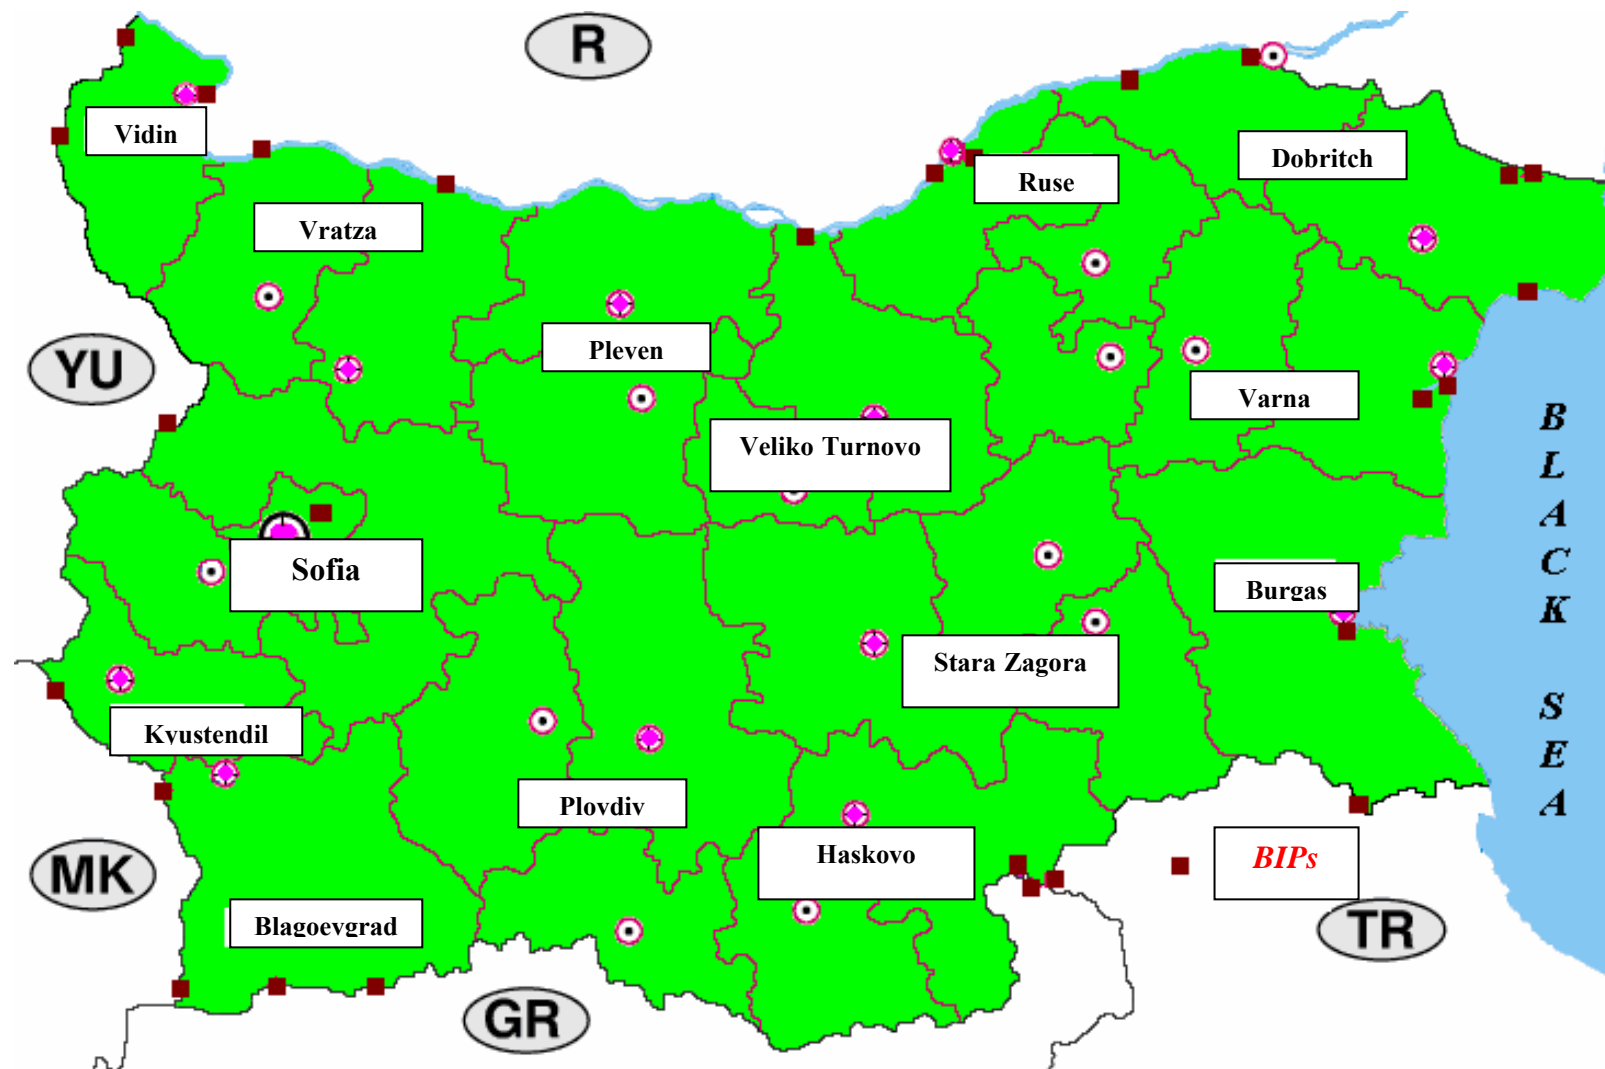 R
Vidin
Dobritch
Ruse
Vratza
Pleven
YU
Varna
Veliko Turnovo
B
L
A
C
K
S
E
A
Sofia
Burgas
Stara Zagora
Kyustendil
Plovdiv
Haskovo
BIPs
MK
Blagoevgrad
TR
GR